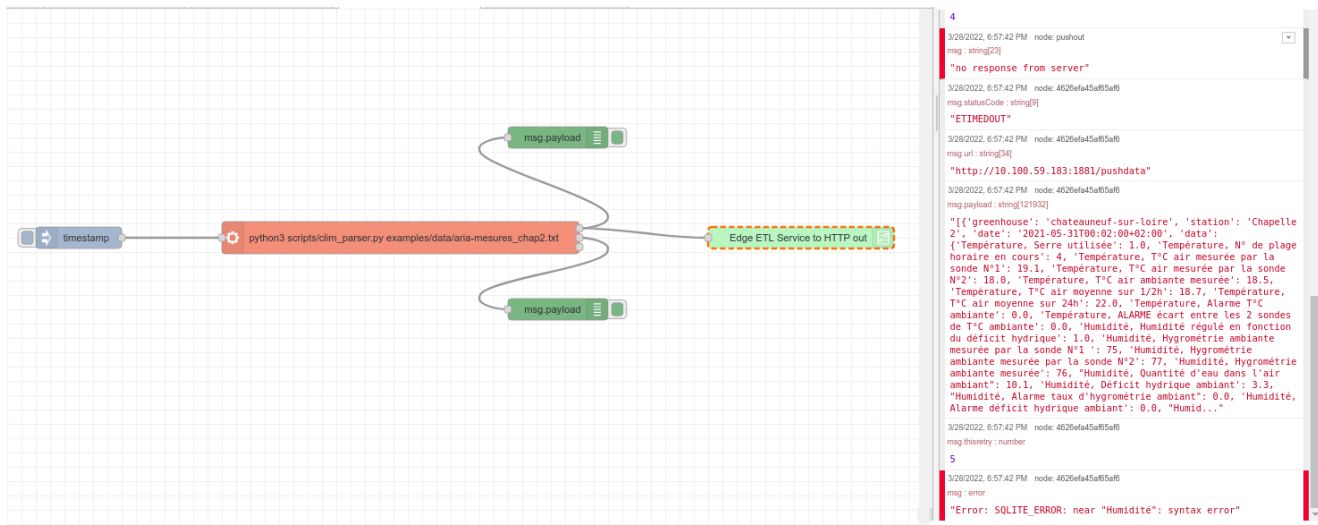 msg.payload
timestamp
python3 scripts/clim_parser.py examples/data/aria-mesures_chap2.txt
Edge ETL Service to HTTP out
msg.payload
4
3/28/2022, 6:57:42 PM node: pushout
msg : string[23]
"no response from server"
3/28/2022, 6:57:42 PM node: 4626efa45af65af6
msg.statusCode : string[9]
"ETIMEDOUT"
3/28/2022, 6:57:42 PM node: 4626efa45af65af6
msg.url : string[34]
"http://10.100.59.183:1881/pushdata"
3/28/2022, 6:57:42 PM node: 4626efa45af65af6
msg.payload : string[121932]
"[{'greenhouse': 'chateauneuf-sur-loire', 'station': 'Chapelle
2', 'date': '2021-05-31T00:02:00+02:00', 'data':
{'Température, Serre utilisée': 1.0, 'Température, N° de plage
horaire en cours': 4, 'Température, T°C air mesurée par la
sonde N°1': 19.1, 'Température, T°C air mesurée par la sonde
N°2': 18.0, 'Température, T°C air ambiante mesurée': 18.5,
'Température, T°C air moyenne sur 1/2h': 18.7, 'Température,
T°C air moyenne sur 24h': 22.0, 'Température, Alarme T°C
ambiante': 0.0, 'Température, ALARME écart entre les 2 sondes
de T°C ambiante': 0.0, 'Humidité, Humidité régulé en fonction
du déficit hydrique': 1.0, 'Humidité, Hygrométrie ambiante
mesurée par la sonde N°1 ': 75, 'Humidité, Hygrométrie
ambiante mesurée par la sonde N°2': 77, 'Humidité, Hygrométrie
ambiante mesurée': 76, "Humidité, Quantité d'eau dans l'air
ambiant": 10.1, 'Humidité, Déficit hydrique ambiant': 3.3,
"Humidité, Alarme taux d'hygrométrie ambiant": 0.0, 'Humidité,
Alarme déficit hydrique ambiant': 0.0, "Humid..."
3/28/2022, 6:57:42 PM node: 4626efa45af65af6
msg.thisretry : number
5
3/28/2022, 6:57:42 PM node: 4626efa45af65af6
msg : error
"Error: SQLITE_ERROR: near "Humidité": syntax error"